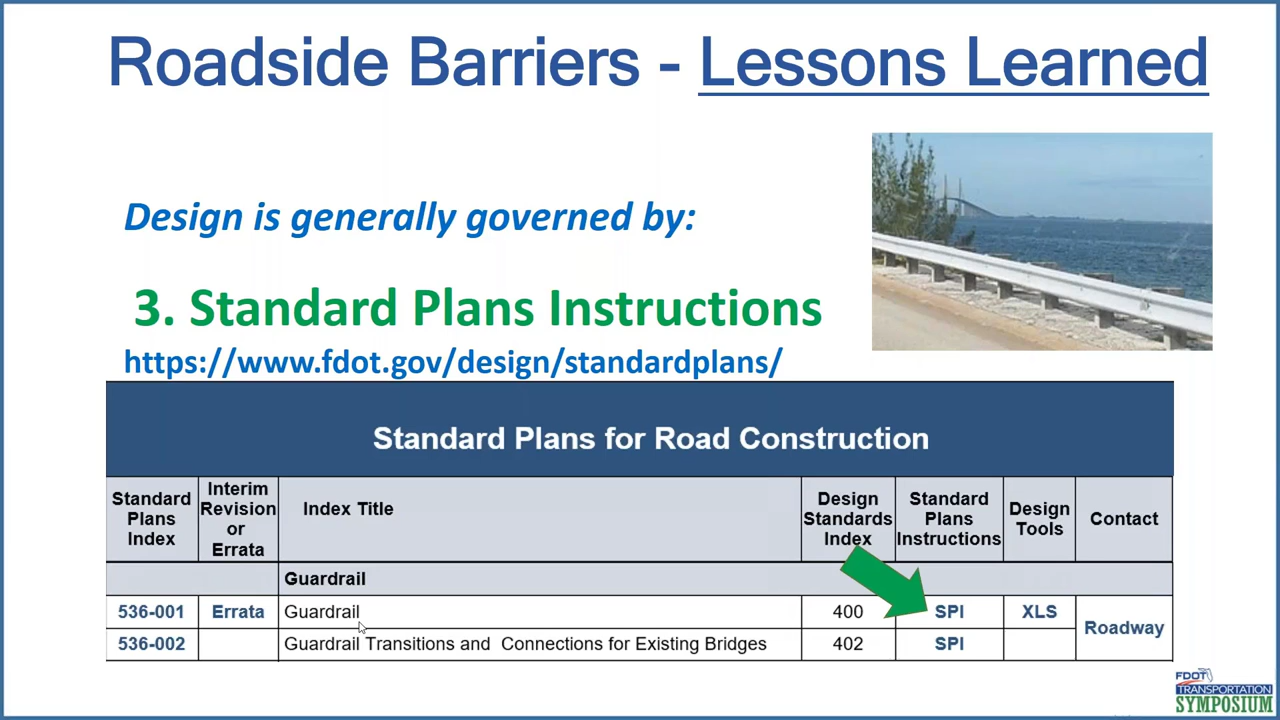 Roadside Barriers - Lessons Learned
Design is generally governed by:
3. Standard Plans Instructions
https://www.fdot.gov/design/standardplans/
Standard Plans for Road Construction
Standard Plans Index
Interim Revision or Errata
Index Title
Design Standards Index
Standard Plans Instructions
Design Tools
Contact
Guardrail
536-001 Errata Guardrail 400 SPI XLS
Roadway
536-002 Guardrail Transitions and Connections for Existing Bridges 402 SPI
FDOT
TRANSPORTATION
SYMPOSIUM